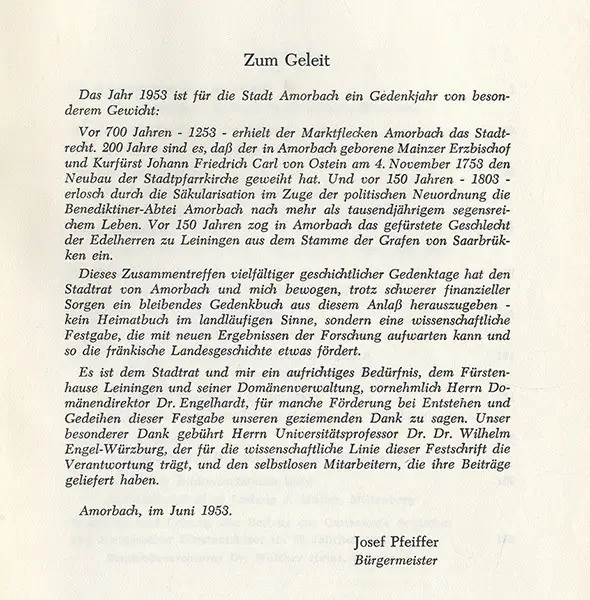 Zum Geleit
Das Jahr 1953 ist für die Stadt Amorbach ein Gedenkjahr von beson-
derem Gewicht:
Vor 700 Jahren - 1253 - erhielt der Marktflecken Amorbach das Stadt-
recht. 200 Jahre sind es, daß der in Amorbach geborene Mainzer Erzbischof
und Kurfürst Johann Friedrich Carl von Ostein am 4. November 1753 den
Neubau der Stadtpfarrkirche geweiht hat. Und vor 150 Jahren - 1803 -
erlosch durch die Säkularisation im Zuge der politischen Neuordnung die
Benediktiner-Abtei Amorbach nach mehr als tausendjährigem segensrei-
chem Leben. Vor 150 Jahren zog in Amorbach das gefürstete Geschlecht
der Edelherren zu Leiningen aus dem Stamme der Grafen von Saarbrük-
ken ein.
Dieses Zusammentreffen vielfältiger geschichtlicher Gedenktage hat den
Stadtrat von Amorbach und mich bewogen, trotz schwerer finanzieller
Sorgen ein bleibendes Gedenkbuch aus diesem Anlaß herauszugeben -
kein Heimatbuch im landläufigen Sinne, sondern eine wissenschaftliche
Festgabe, die mit neuen Ergebnissen der Forschung aufwarten kann und
so die fränkische Landesgeschichte etwas fördert.
Es ist dem Stadtrat und mir ein aufrichtiges Bedürfnis, dem Fürsten-
hause Leiningen und seiner Domänenverwaltung, vornehmlich Herrn Do-
mänendirektor Dr. Engelhardt, für manche Förderung bei Entstehen und
Gedeihen dieser Festgabe unseren geziemenden Dank zu sagen. Unser
besonderer Dank gebührt Herrn Universitätsprofessor Dr. Dr. Wilhelm
Engel-Würzburg, der für die wissenschaftliche Linie dieser Festschrift die
Verantwortung trägt, und den selbstlosen Mitarbeitern, die ihre Beiträge
geliefert haben.
Amorbach, im Juni 1953.
Josef Pfeiffer
Bürgermeister